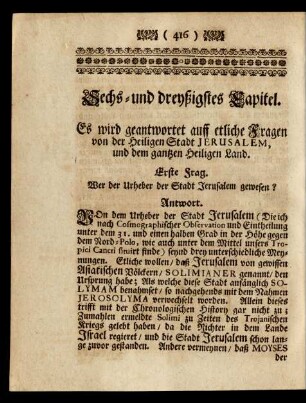 ( 416 )
Sechs- und dreyßigstes Capitel.
Es wird geantwortet auff etliche Fragen
von der Heiligen Stadt JERUSALEM,
und dem gantzen Heiligen Land.
Erste Frag.
Wer der Urheber der Stadt Jerusalem gewesen?
Antwort.
VOn dem Urheber der Stadt Jerusalem (Die ich
nach Cosmographischer Observation und Eintheilung
unter dem 31. und einen halben Grad in der Höhe gegen
dem Nord-Polo, wie auch unter dem Mittel unsers Tro-
pici Cancri situirt finde) seynd drey unterschiedliche Mey-
nungen. Etliche wollen, daß Jerusalem von gewissen
Asiatischen Völckern, SOLIMIANER genannt, den
Ursprung habe; Als welche diese Stadt anfänglich SO-
LYMAM benahmset, so nachgehends mit dem Nahmen
JEROSOLYMA verwechselt worden. Allein dieses
trifft mit der Chronologischen History gar nicht zu;
Zumahlen ermeldte Solimi zu Zeiten des Trojanischen
Kriegs gelebt haben, da die Richter in dem Lande
Israel regieret, und die Stadt Jerusalem schon lan-
ge zuvor gestanden. Andere vermeynen, daß MOYSES
der